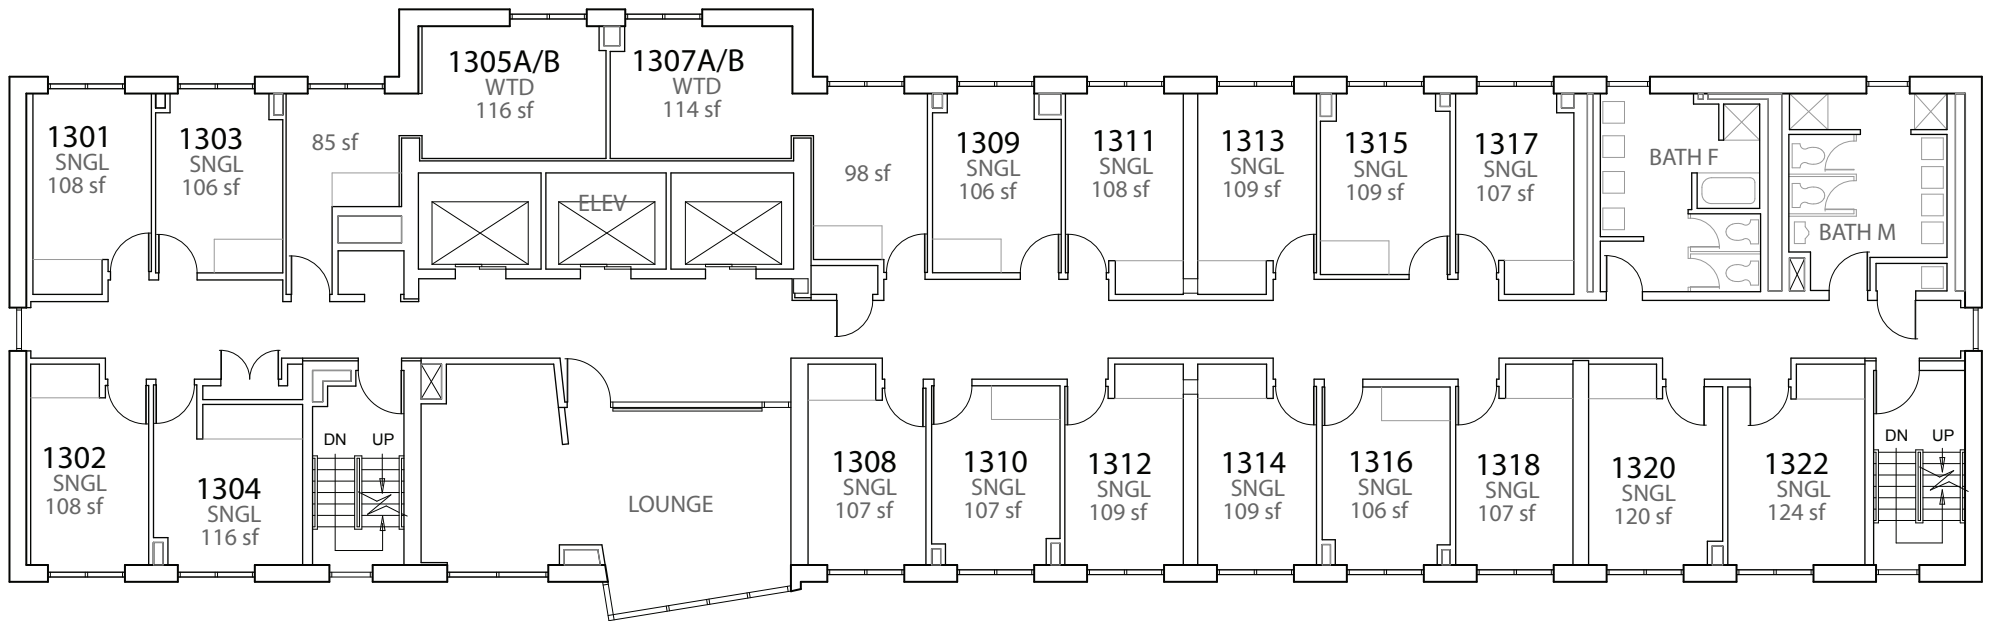 1301
SNGL
108 sf
1303
SNGL
106 sf
85 sf
1305A/B
WTD
116 sf
1307A/B
WTD
114 sf
ELEV
98 sf
1309
SNGL
106 sf
1311
SNGL
108 sf
1313
SNGL
109 sf
1315
SNGL
109 sf
1317
SNGL
107 sf
BATH F
BATH M
1302
SNGL
108 sf
1304
SNGL
116 sf
DN UP
LOUNGE
1308
SNGL
107 sf
1310
SNGL
107 sf
1312
SNGL
109 sf
1314
SNGL
109 sf
1316
SNGL
106 sf
1318
SNGL
107 sf
1320
SNGL
120 sf
1322
SNGL
124 sf
DN UP